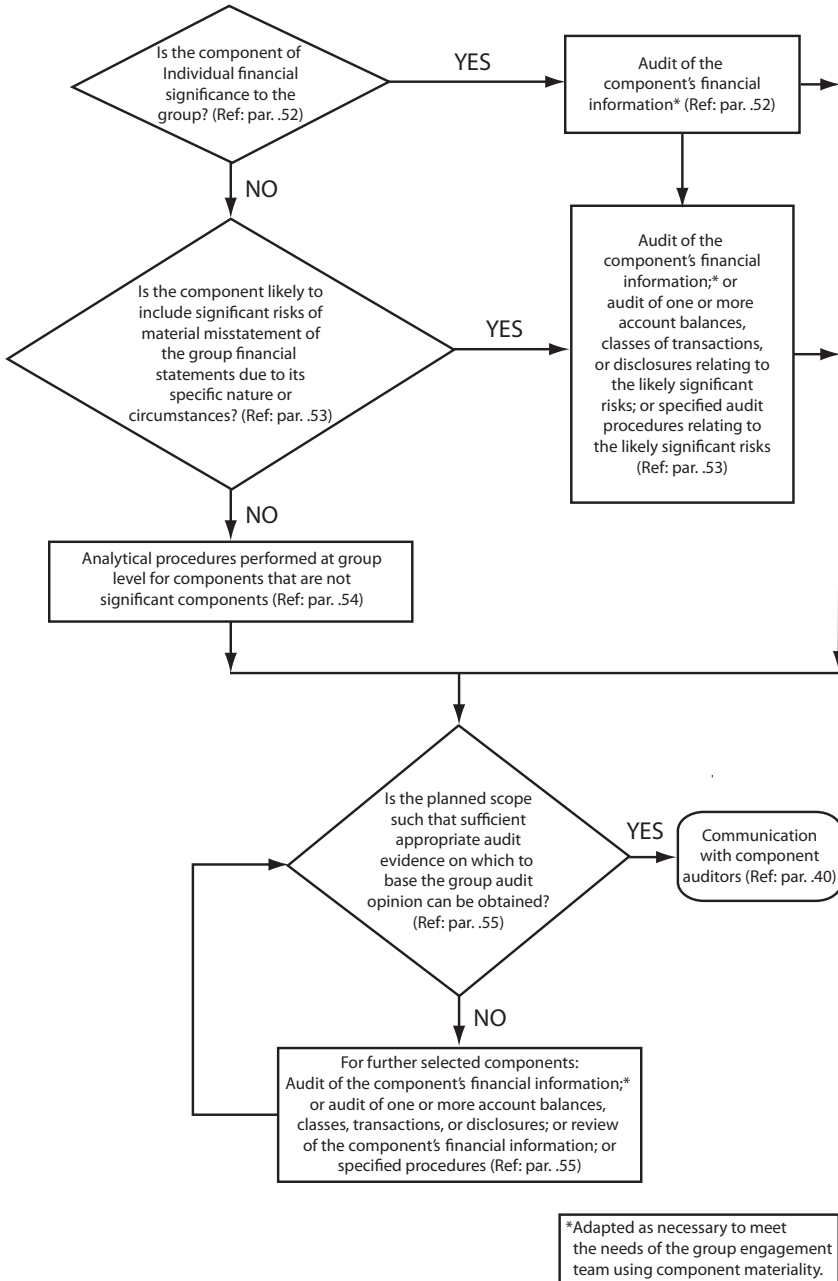 Is the component of
Individual financial
significance to the
group? (Ref: par. .52)
YES
Audit of the
component's financial
information* (Ref: par. .52)
NO
Is the component likely to
include significant risks of
material misstatement of
the group financial
statements due to its
specific nature or
circumstances? (Ref: par. .53)
YES
Audit of the
component's financial
information;* or
audit of one or more
account balances,
classes of transactions,
or disclosures relating to
the likely significant
risks; or specified audit
procedures relating to
the likely significant risks
(Ref: par. .53)
NO
Analytical procedures performed at group
level for components that are not
significant components (Ref: par. .54)
Is the planned scope
such that sufficient
appropriate audit
evidence on which to
base the group audit
opinion can be obtained?
(Ref: par. .55)
YES
Communication
with component
auditors (Ref: par. .40)
NO
For further selected components:
Audit of the component's financial information;*
or audit of one or more account balances,
classes, transactions, or disclosures; or review
of the component's financial information; or
specified procedures (Ref: par. .55)
*Adapted as necessary to meet
the needs of the group engagement
team using component materiality.